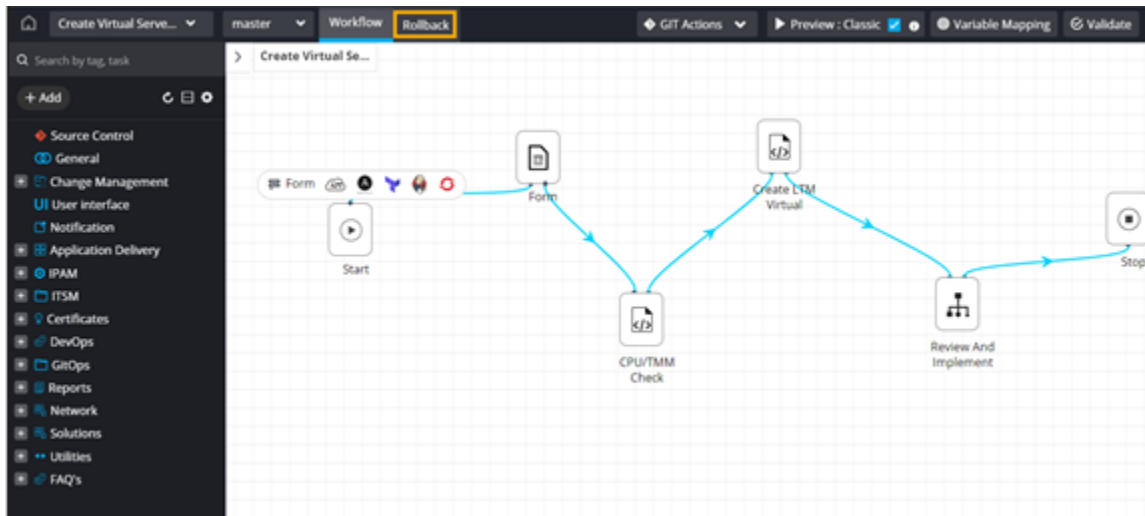 Create Virtual Serve...
master
Workflow
Rollback
GIT Actions
Preview : Classic
Variable Mapping
Validate
Search by tag, task
Create Virtual Se...
+ Add
Source Control
General
Change Management
UI User interface
Notification
Application Delivery
IPAM
ITSM
Certificates
DevOps
GitOps
Reports
Network
Solutions
Utilities
FAQ's
Form
API
Start
Form
CPU/TMM
Check
Create LTM
Virtual
Review And
Implement
Stop